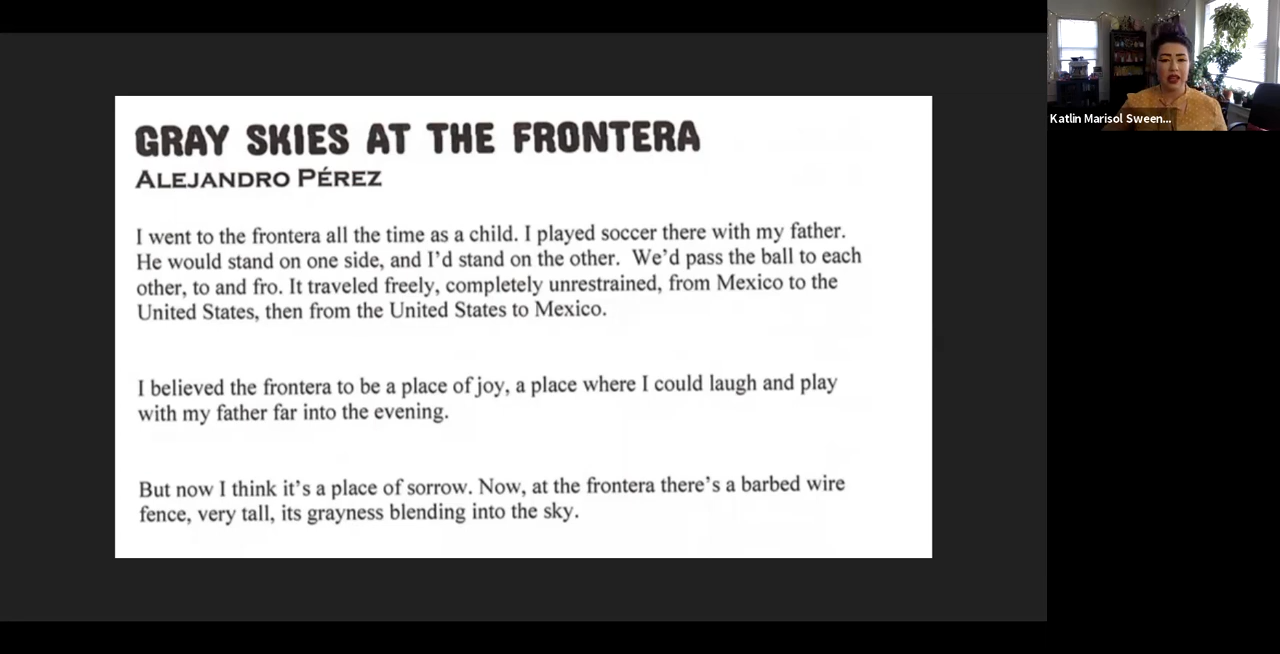 GRAY SKIES AT THE FRONTERA
ALEJANDRO PÉREZ
I went to the frontera all the time as a child. I played soccer there with my father.
He would stand on one side, and I'd stand on the other.  We'd pass the ball to each
other, to and fro. It traveled freely, completely unrestrained, from Mexico to the
United States, then from the United States to Mexico.
I believed the frontera to be a place of joy, a place where I could laugh and play
with my father far into the evening.
But now I think it's a place of sorrow. Now, at the frontera there's a barbed wire
fence, very tall, its grayness blending into the sky.
Katlin Marisol Sween...